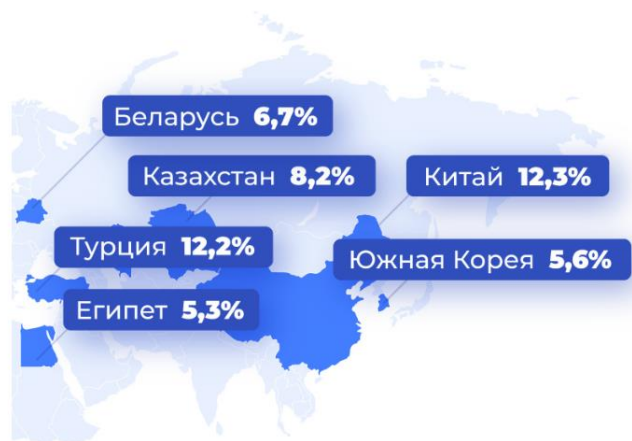 Беларусь 6,7%
Казахстан 8,2%
Китай 12,3%
Турция 12,2%
Южная Корея 5,6%
Египет 5,3%